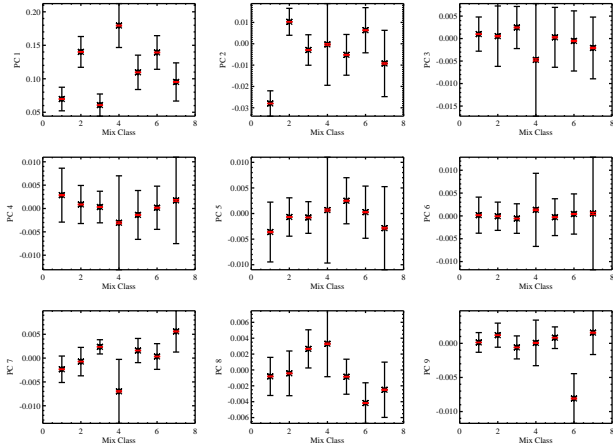 0.20
0.15
0.10
0.05
PC 1
0 2 4 6 8
Mix Class
0.01
-0.00
-0.01
-0.02
-0.03
PC 2
0 2 4 6 8
Mix Class
0.005
0.000
-0.005
-0.010
-0.015
PC 3
0 2 4 6 8
Mix Class
0.010
0.005
0.000
-0.005
-0.010
PC 4
0 2 4 6 8
Mix Class
0.010
0.005
0.000
-0.005
-0.010
PC 5
0 2 4 6 8
Mix Class
0.010
0.005
0.000
-0.005
-0.010
PC 6
0 2 4 6 8
Mix Class
0.005
0.000
-0.005
-0.010
PC 7
0 2 4 6 8
Mix Class
0.006
0.004
0.002
0.000
-0.002
-0.004
-0.006
PC 8
0 2 4 6 8
Mix Class
0.000
-0.005
-0.010
PC 9
0 2 4 6 8
Mix Class